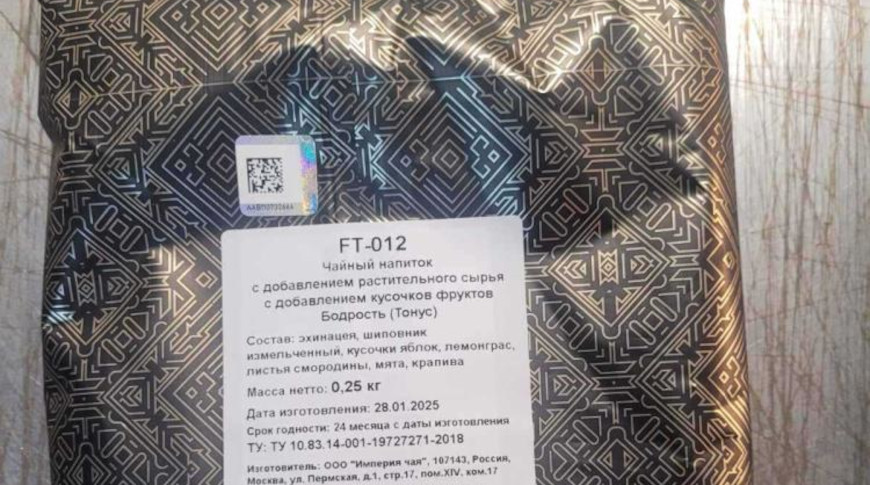 FT-012
Чайный напиток
с добавлением растительного сырья
с добавлением кусочков фруктов
Бодрость (Тонус)
Состав: эхинацея, шиповник
измельченный, кусочки яблок, лемонграс,
листья смородины, мята, крапива
Масса нетто: 0,25 кг
Дата изготовления: 28.01.2025
Срок годности: 24 месяца с даты изготовления
ТУ: ТУ 10.83.14-001-19727271-2018
Изготовитель: ООО "Империя чая", 107143, Россия,
Москва, ул. Пермская, д.1, стр.17, пом.XIV, ком.17